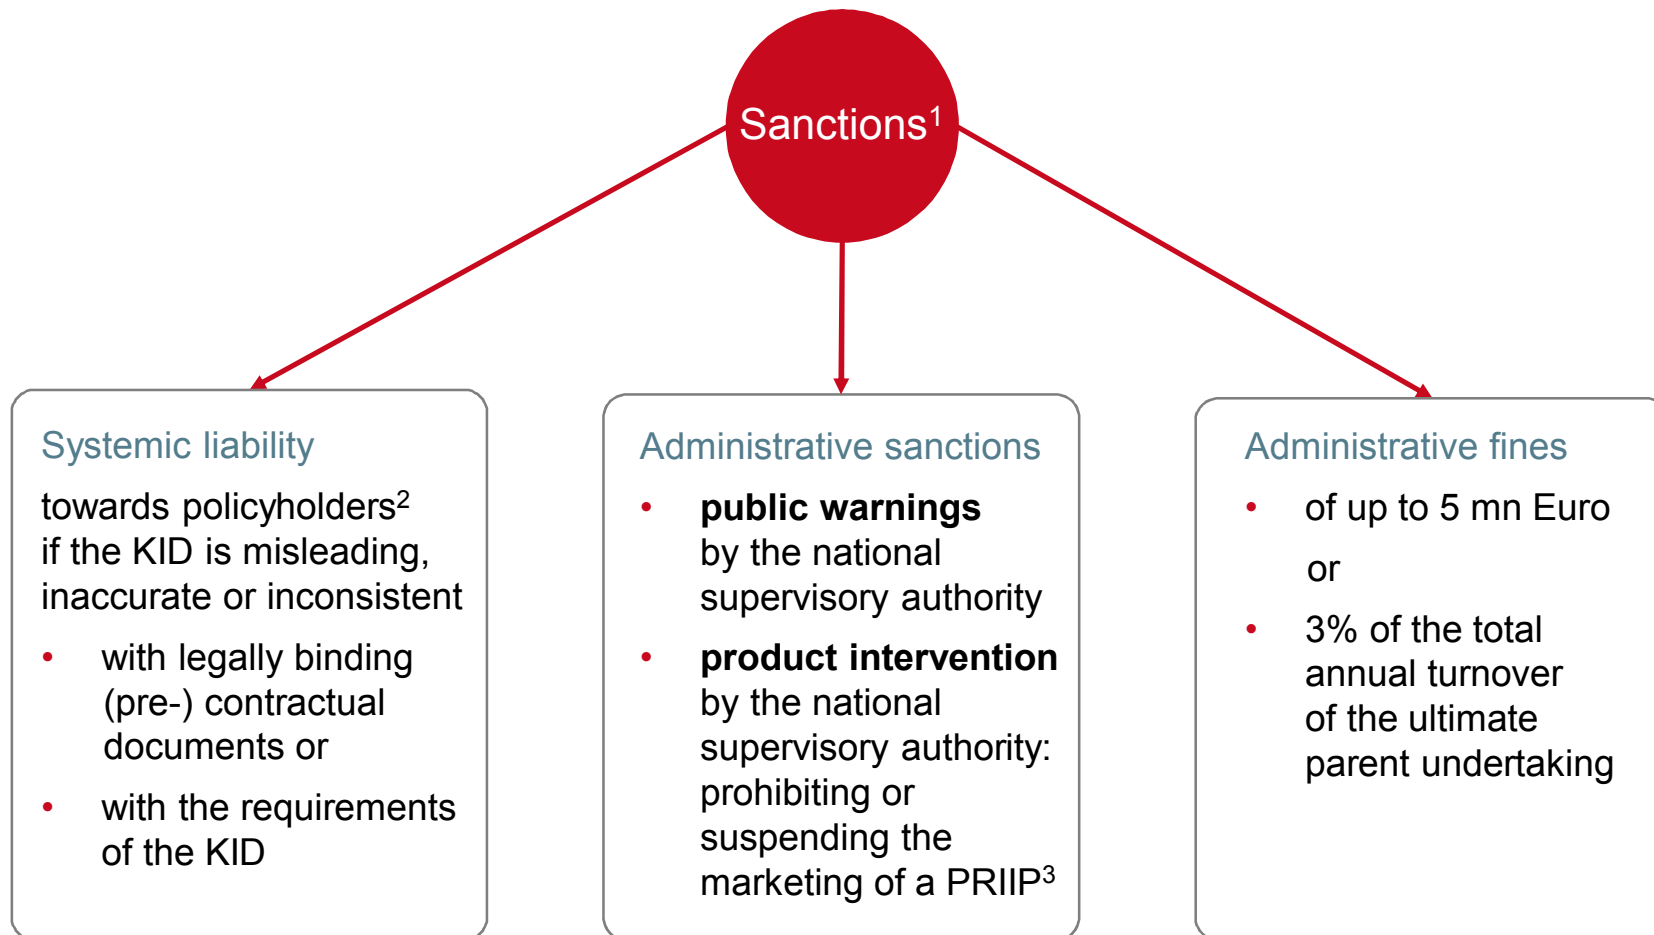 Sanctions¹
Systemic liability
towards policyholders²
if the KID is misleading,
inaccurate or inconsistent
• with legally binding
(pre-) contractual
documents or
• with the requirements
of the KID
Administrative sanctions
• public warnings
by the national
supervisory authority
• product intervention
by the national
supervisory authority:
prohibiting or
suspending the
marketing of a PRIIP³
Administrative fines
• of up to 5 mn Euro
or
• 3% of the total
annual turnover
of the ultimate
parent undertaking